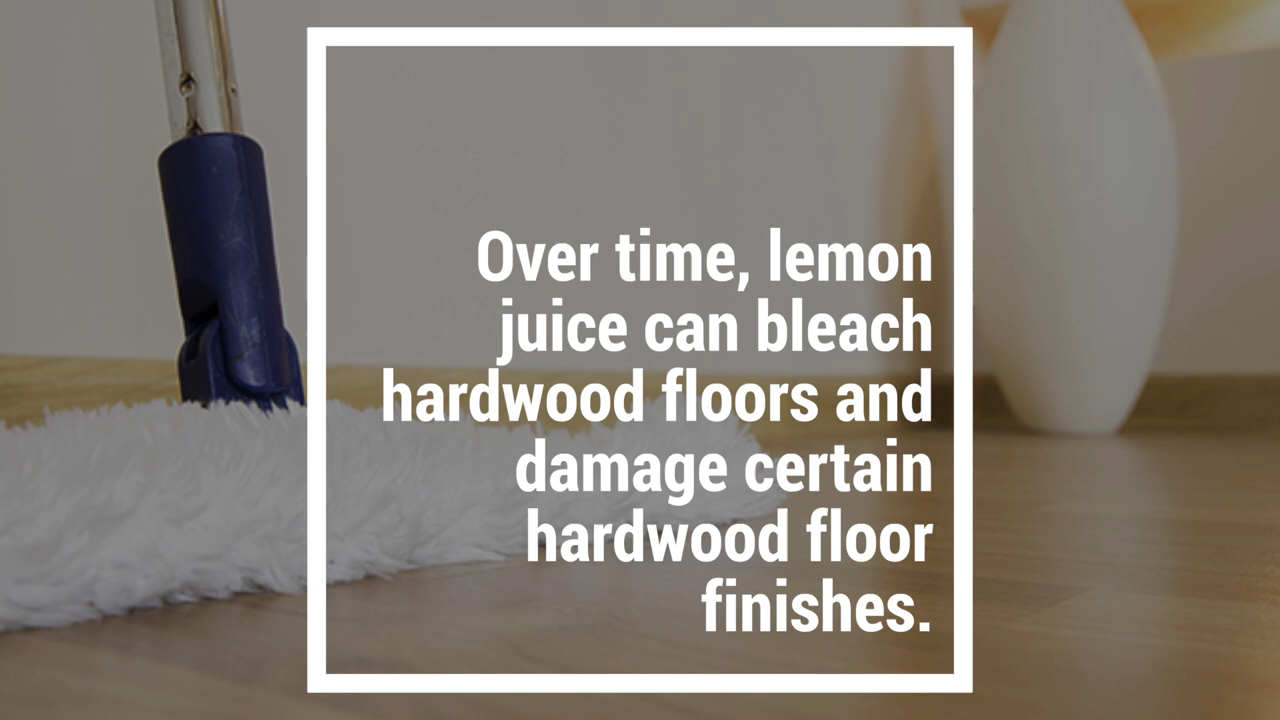 Over time, lemon
juice can bleach
hardwood floors and
damage certain
hardwood floor
finishes.